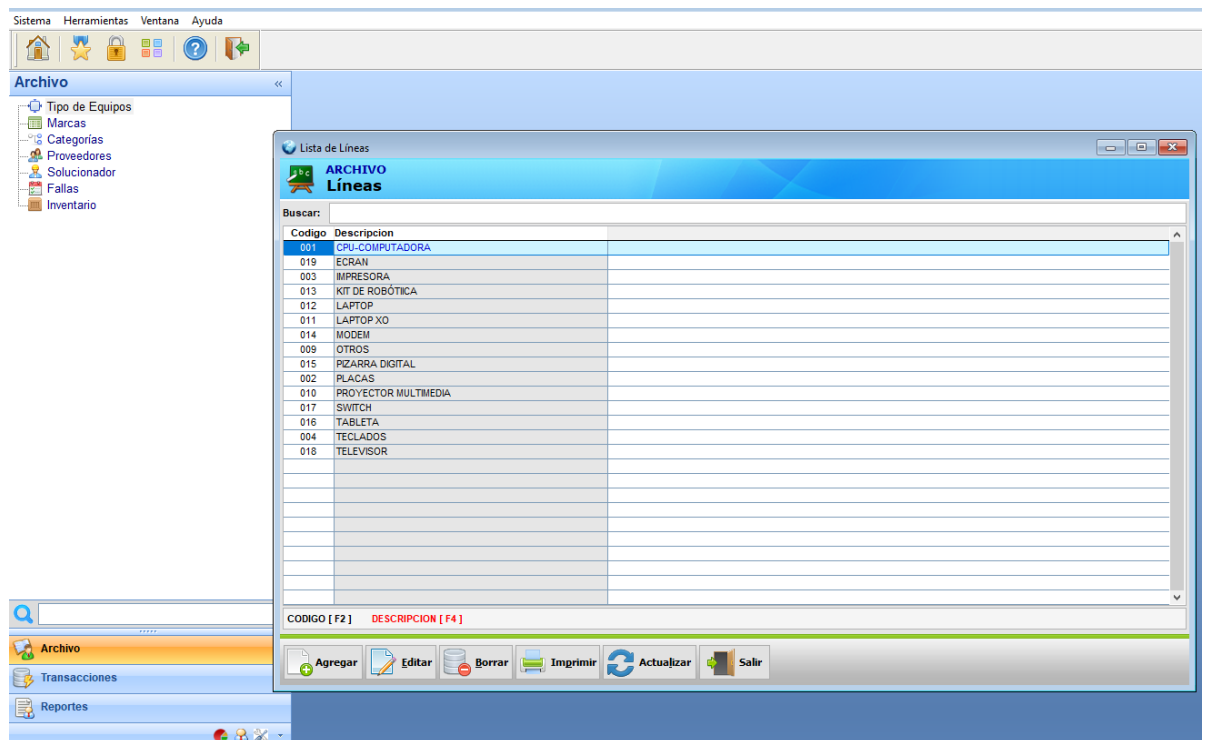 Sistema Herramientas Ventana Ayuda
Archivo «
Tipo de Equipos
Marcas
Categorías
Proveedores
Solucionador
Fallas
Inventario
Lista de Líneas
abc
ARCHIVO
Líneas
Buscar:
Codigo Descripcion
001 CPU-COMPUTADORA
019 ECRAN
003 IMPRESORA
013 KIT DE ROBÓTIICA
012 LAPTOP
011 LAPTOP XO
014 MODEM
009 OTROS
015 PIZARRA DIGITAL
002 PLACAS
010 PROYECTOR MULTIMEDIA
017 SWITCH
016 TABLETA
004 TECLADOS
018 TELEVISOR
CODIGO [ F2 ] DESCRIPCION [ F4 ]
Agregar Editar Borrar Imprimir Actualizar Salir
Archivo
Transacciones
Reportes